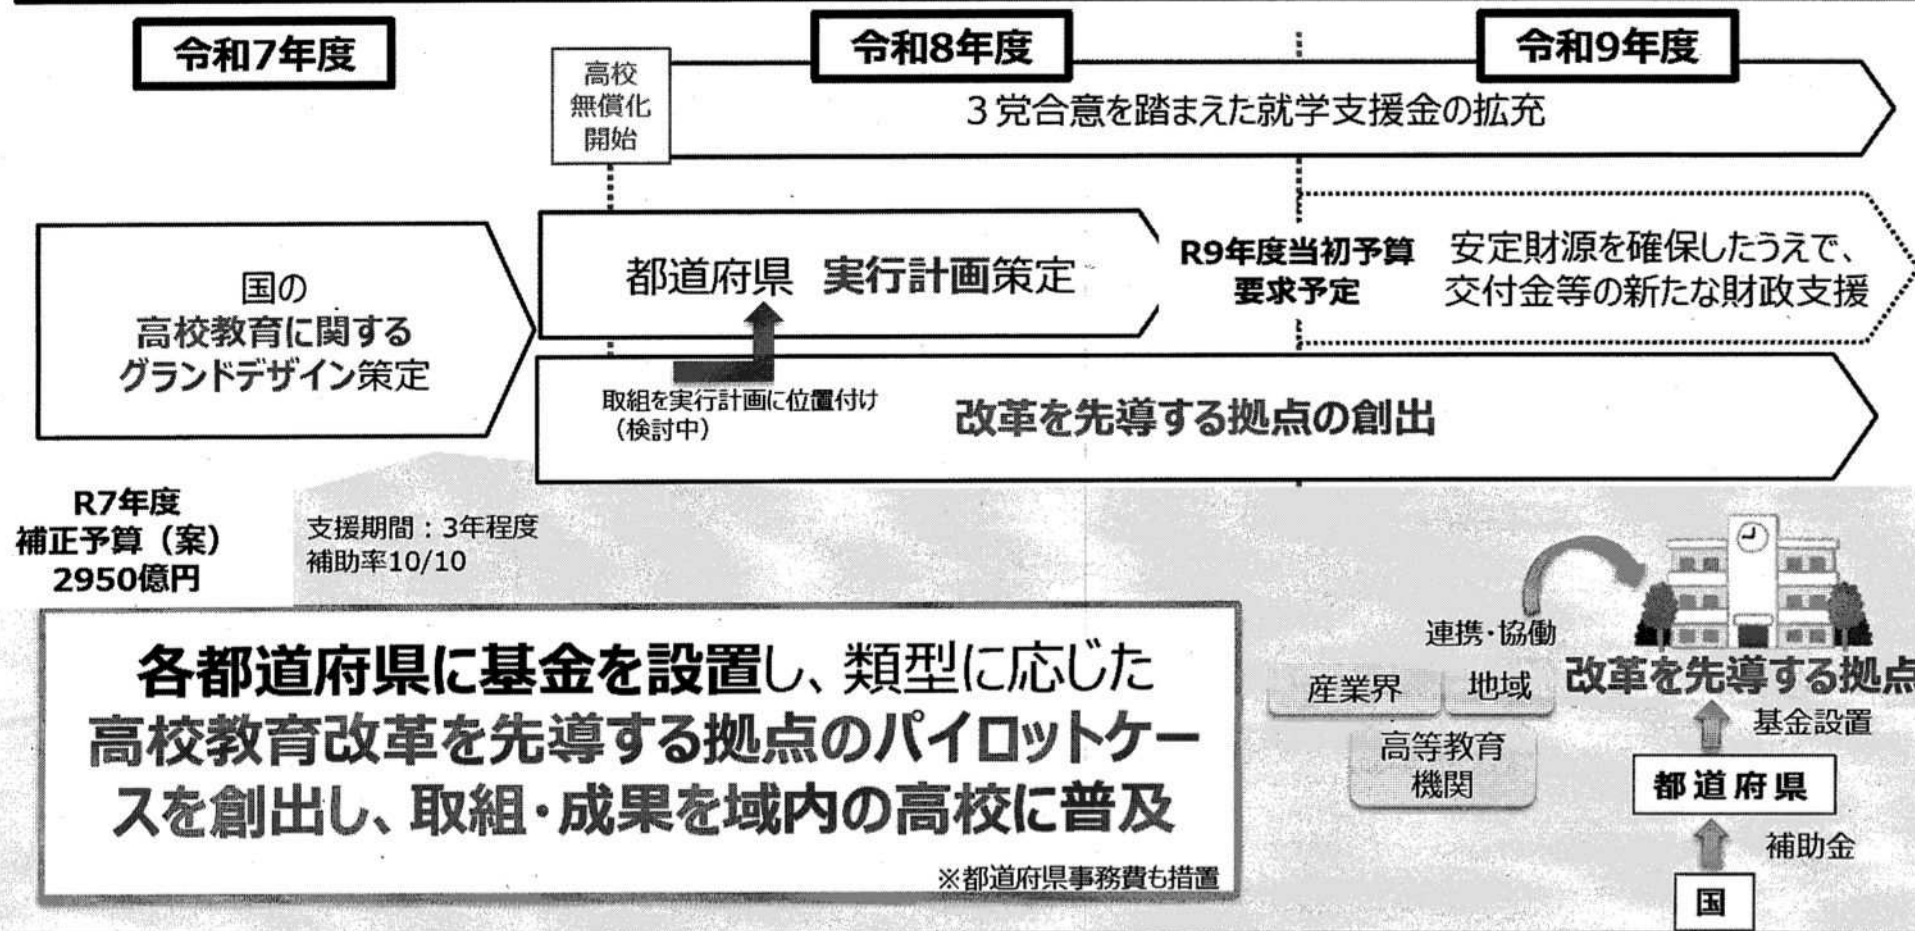 令和7年度
令和8年度
令和9年度
高校
無償化
開始
3党合意を踏まえた就学支援金の拡充
国の
高校教育に関する
グランドデザイン策定
都道府県 実行計画策定
R9年度当初予算
要求予定
安定財源を確保したうえで、
交付金等の新たな財政支援
取組を実行計画に位置付け
（検討中）
改革を先導する拠点の創出
R7年度
補正予算（案）
2950億円
支援期間：3年程度
補助率10/10
各都道府県に基金を設置し、類型に応じた
高校教育改革を先導する拠点のパイロットケー
スを創出し、取組・成果を域内の高校に普及
※都道府県事務費も措置
連携・協働
産業界
地域
高等教育
機関
改革を先導する拠点
基金設置
都道府県
補助金
国